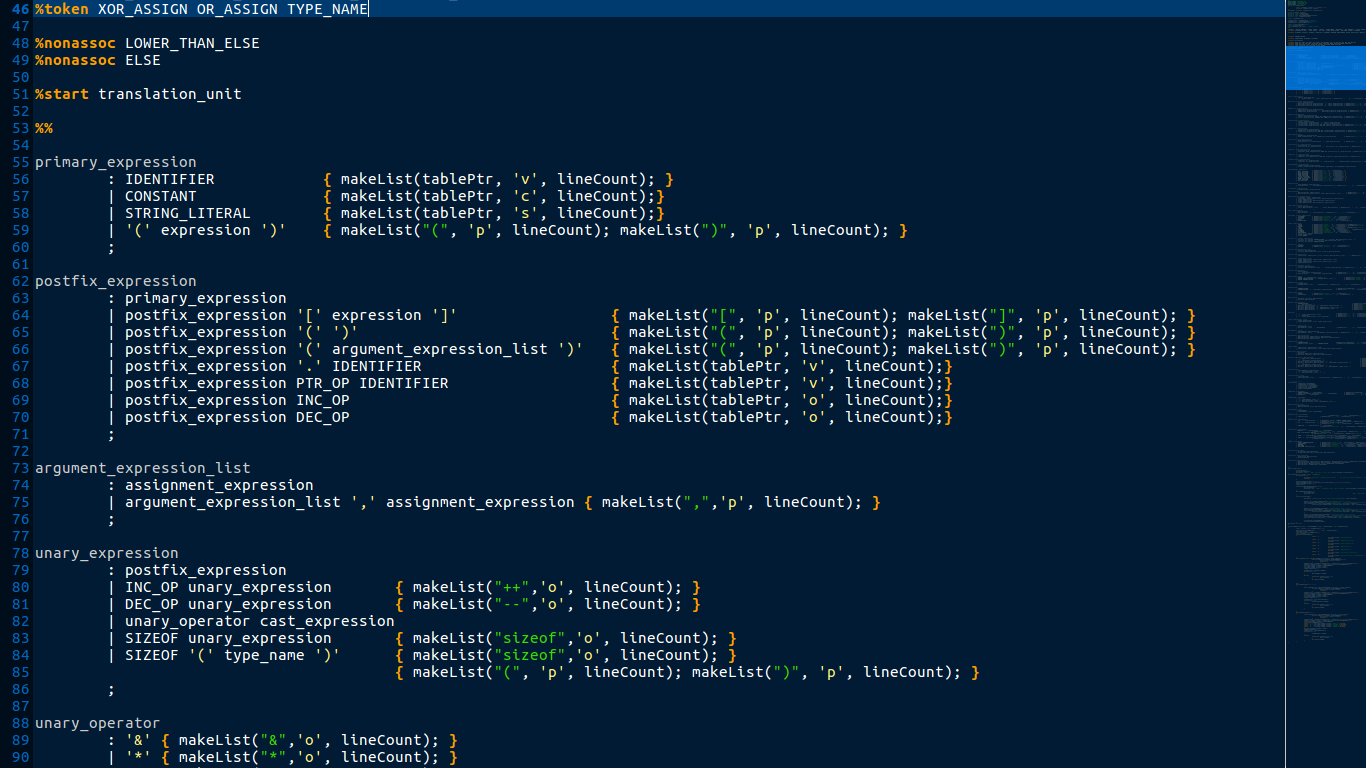 46 %token XOR_ASSIGN OR_ASSIGN TYPE_NAME
47
48 %nonassoc LOWER_THAN_ELSE
49 %nonassoc ELSE
50
51 %start translation_unit
52
53 %%
54
55 primary_expression
56         : IDENTIFIER            { makeList(tablePtr, 'v', lineCount); }
57         | CONSTANT              { makeList(tablePtr, 'c', lineCount);}
58         | STRING_LITERAL        { makeList(tablePtr, 's', lineCount);}
59         | '(' expression ')'    { makeList("(", 'p', lineCount); makeList(")", 'p', lineCount); }
60         ;
61
62 postfix_expression
63         : primary_expression
64         | postfix_expression '[' expression ']'                 { makeList("[", 'p', lineCount); makeList("]", 'p', lineCount); }
65         | postfix_expression '(' ')'                            { makeList("(", 'p', lineCount); makeList(")", 'p', lineCount); }
66         | postfix_expression '(' argument_expression_list ')'   { makeList("(", 'p', lineCount); makeList(")", 'p', lineCount); }
67         | postfix_expression '.' IDENTIFIER                     { makeList(tablePtr, 'v', lineCount);}
68         | postfix_expression PTR_OP IDENTIFIER                  { makeList(tablePtr, 'v', lineCount);}
69         | postfix_expression INC_OP                             { makeList(tablePtr, 'o', lineCount);}
70         | postfix_expression DEC_OP                             { makeList(tablePtr, 'o', lineCount);}
71         ;
72
73 argument_expression_list
74         : assignment_expression
75         | argument_expression_list ',' assignment_expression { makeList(",",'p', lineCount); }
76         ;
77
78 unary_expression
79         : postfix_expression
80         | INC_OP unary_expression       { makeList("++",'o', lineCount); }
81         | DEC_OP unary_expression       { makeList("--",'o', lineCount); }
82         | unary_operator cast_expression
83         | SIZEOF unary_expression       { makeList("sizeof",'o', lineCount); }
84         | SIZEOF '(' type_name ')'      { makeList("sizeof",'o', lineCount); }
85                                         { makeList("(", 'p', lineCount); makeList(")", 'p', lineCount); }
86         ;
87
88 unary_operator
89         : '&' { makeList("&",'o', lineCount); }
90         | '*' { makeList("*",'o', lineCount); }